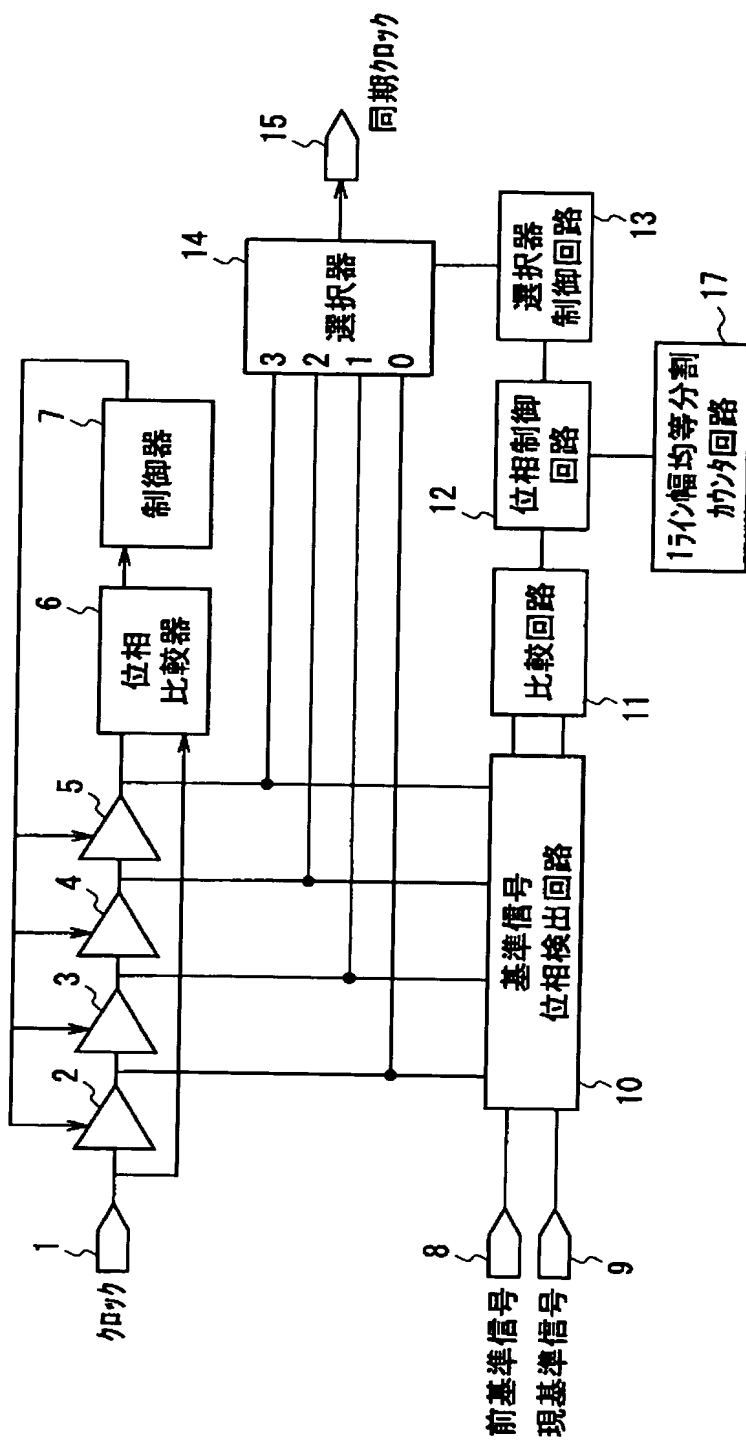 1
クロック
2
3
4
5
6
位相
比較器
7
制御器
14
選択器
3
2
1
0
15
同期クロック
8
前基準信号
9
現基準信号
10
基準信号
位相検出回路
11
比較回路
12
位相制御
回路
13
選択器
制御回路
17
1ライン幅均等分割
カウンタ回路